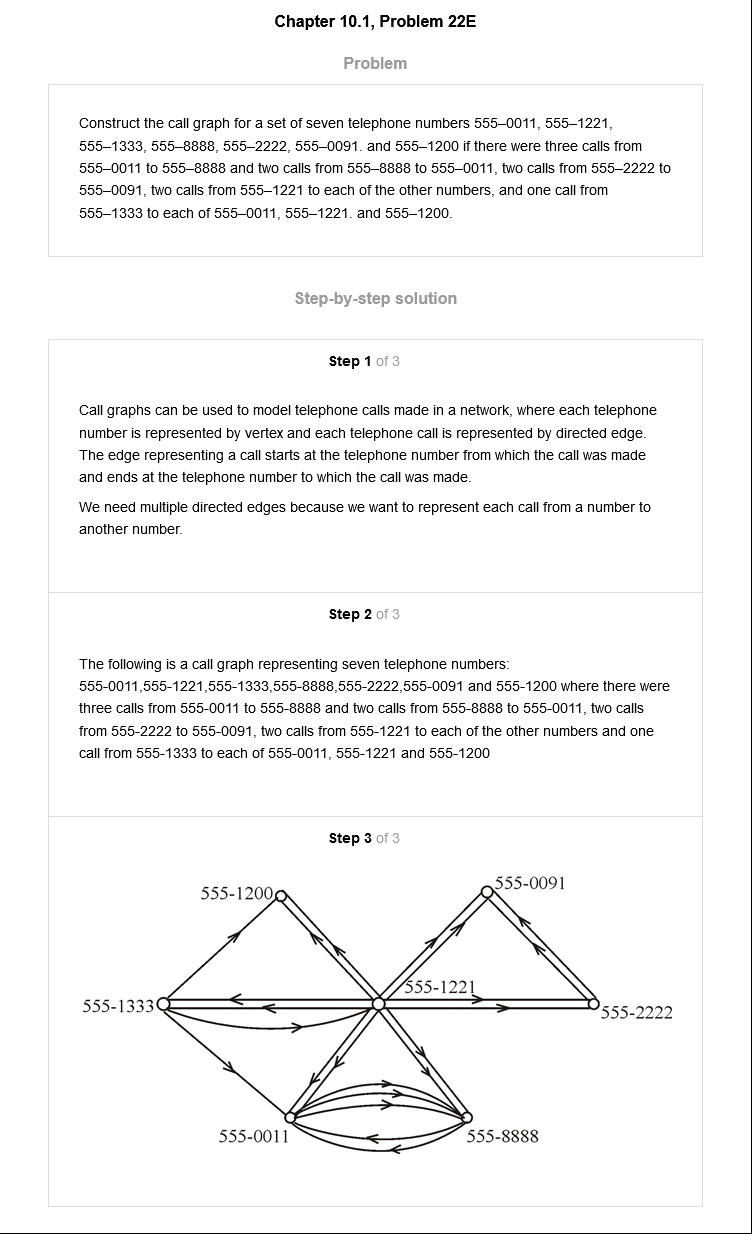 Chapter 10.1, Problem 22E
Problem
Construct the call graph for a set of seven telephone numbers 555–0011, 555–1221,
555–1333, 555–8888, 555–2222, 555–0091. and 555–1200 if there were three calls from
555–0011 to 555–8888 and two calls from 555–8888 to 555–0011, two calls from 555–2222 to
555–0091, two calls from 555–1221 to each of the other numbers, and one call from
555–1333 to each of 555–0011, 555–1221. and 555–1200.
Step-by-step solution
Step 1 of 3
Call graphs can be used to model telephone calls made in a network, where each telephone
number is represented by vertex and each telephone call is represented by directed edge.
The edge representing a call starts at the telephone number from which the call was made
and ends at the telephone number to which the call was made.
We need multiple directed edges because we want to represent each call from a number to
another number.
Step 2 of 3
The following is a call graph representing seven telephone numbers:
555-0011,555-1221,555-1333,555-8888,555-2222,555-0091 and 555-1200 where there were
three calls from 555-0011 to 555-8888 and two calls from 555-8888 to 555-0011, two calls
from 555-2222 to 555-0091, two calls from 555-1221 to each of the other numbers and one
call from 555-1333 to each of 555-0011, 555-1221 and 555-1200
Step 3 of 3
555-1200
555-0091
555-1221
555-1333
555-2222
555-0011
555-8888